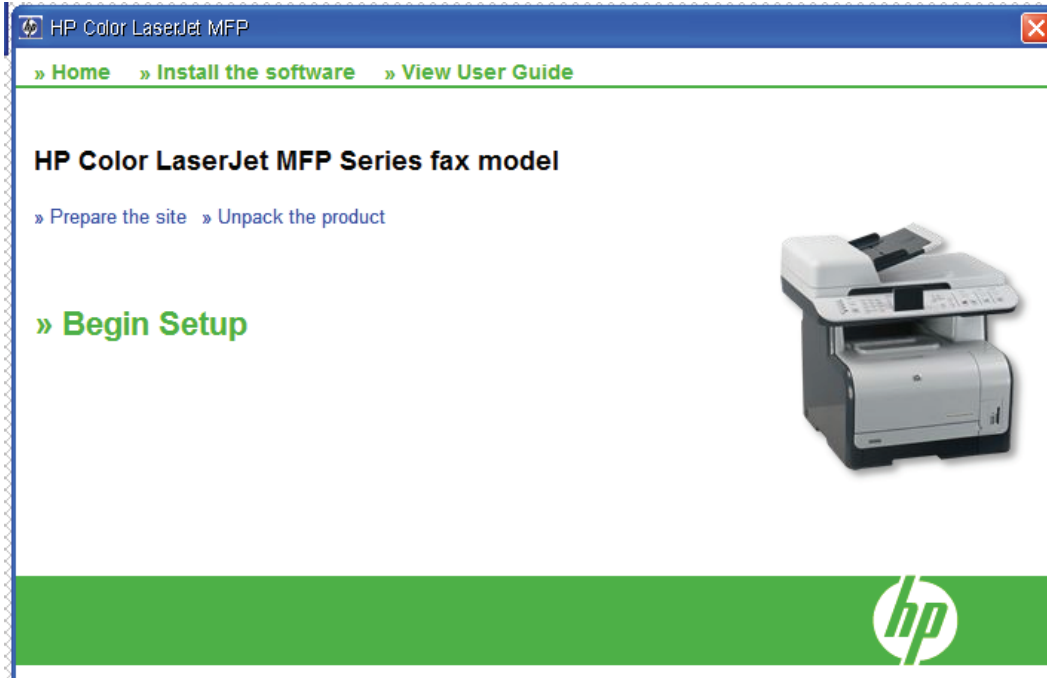 HP Color LaserJet MFP
» Home » Install the software » View User Guide
HP Color LaserJet MFP Series fax model
» Prepare the site » Unpack the product
» Begin Setup
hp